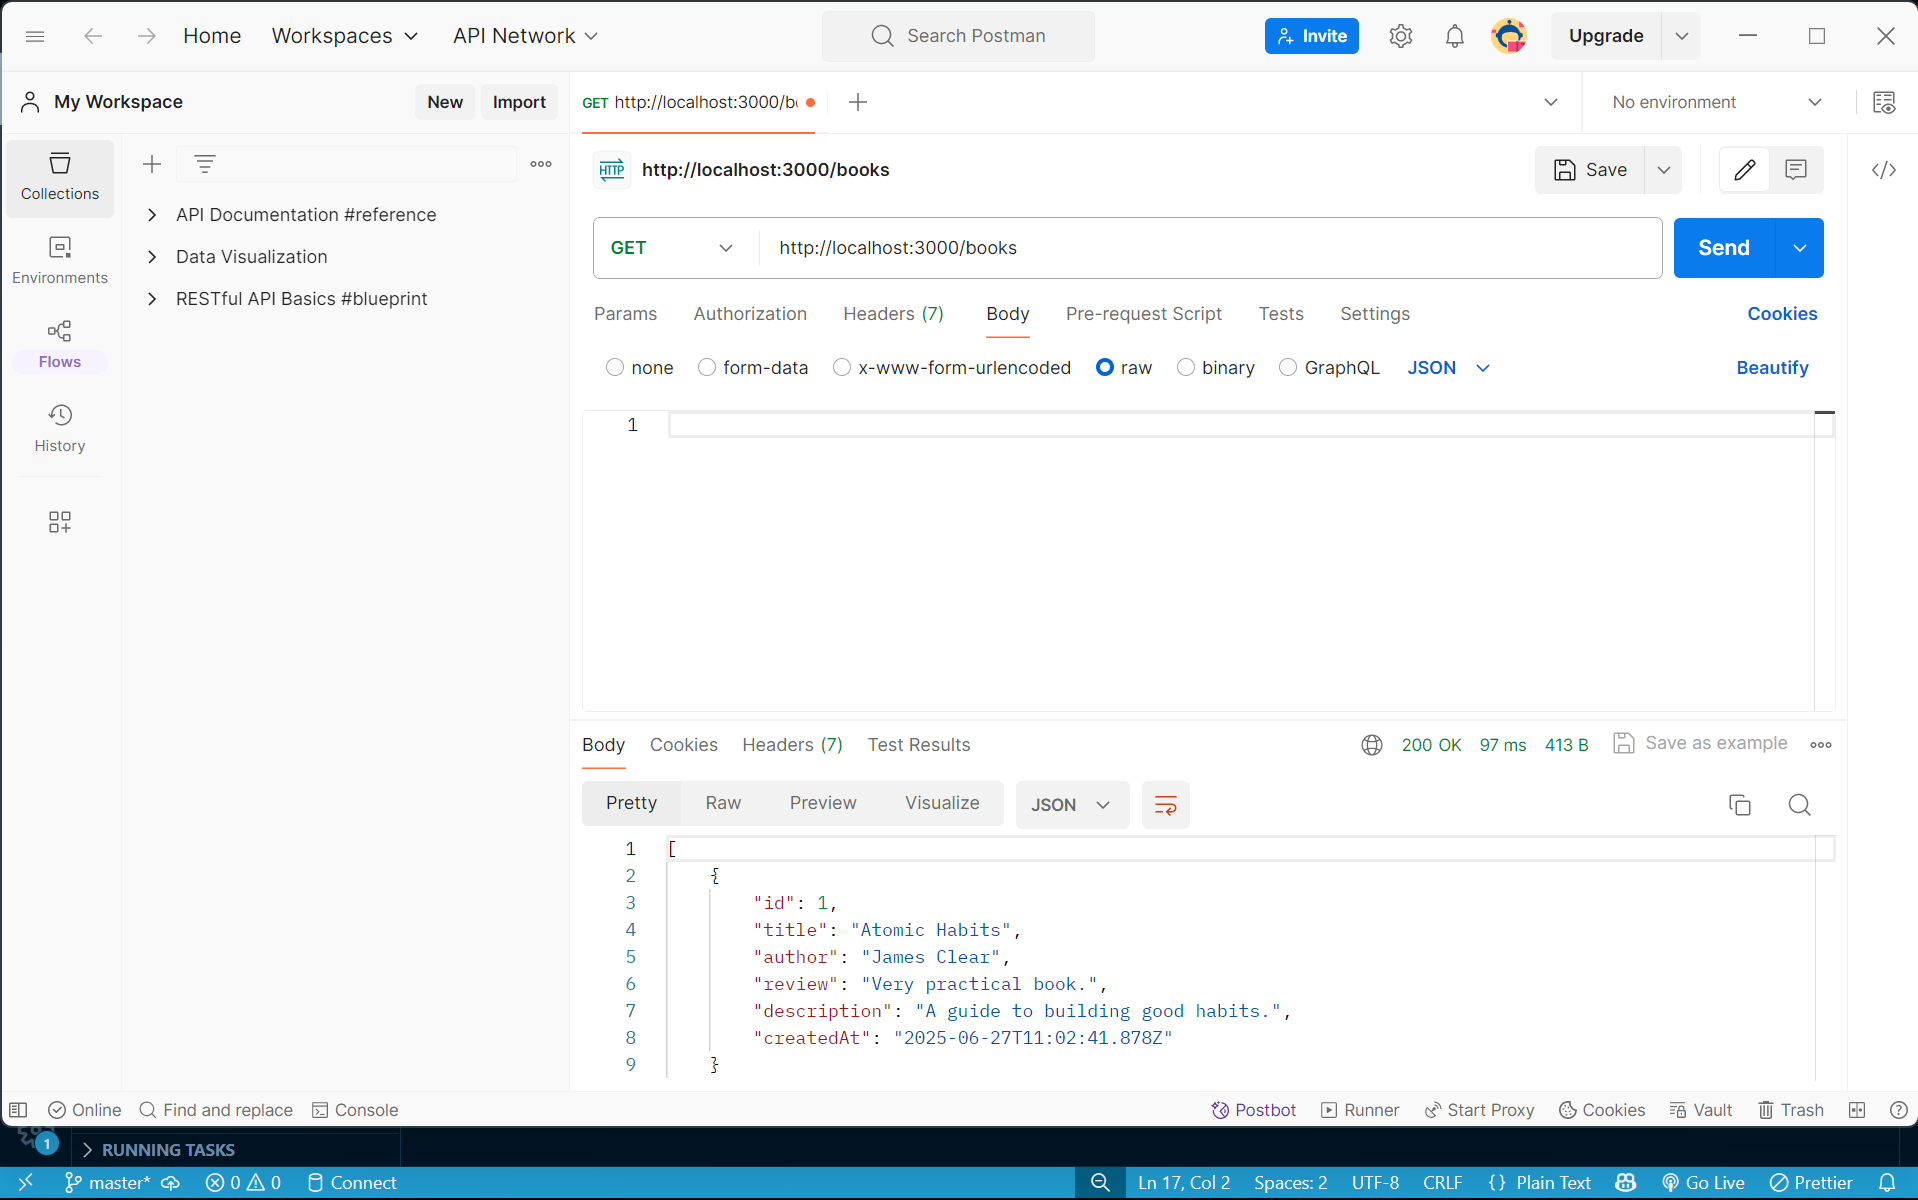 Home Workspaces API Network Search Postman Invite Upgrade
My Workspace New Import GET http://localhost:3000/b No environment
Collections
Environments
Flows
History
API Documentation #reference
Data Visualization
RESTful API Basics #blueprint
HTTP http://localhost:3000/books Save </>
GET http://localhost:3000/books Send
Params Authorization Headers (7) Body Pre-request Script Tests Settings Cookies
none form-data x-www-form-urlencoded raw binary GraphQL JSON Beautify
1
Body Cookies Headers (7) Test Results 200 OK 97 ms 413 B Save as example
Pretty Raw Preview Visualize JSON
1 [
2 {
3 "id": 1,
4 "title": "Atomic Habits",
5 "author": "James Clear",
6 "review": "Very practical book.",
7 "description": "A guide to building good habits.",
8 "createdAt": "2025-06-27T11:02:41.878Z"
9 }
Online Find and replace Console Postbot Runner Start Proxy Cookies Vault Trash
1 RUNNING TASKS
master* 0 0 Connect Ln 17, Col 2 Spaces: 2 UTF-8 CRLF {} Plain Text Go Live Prettier